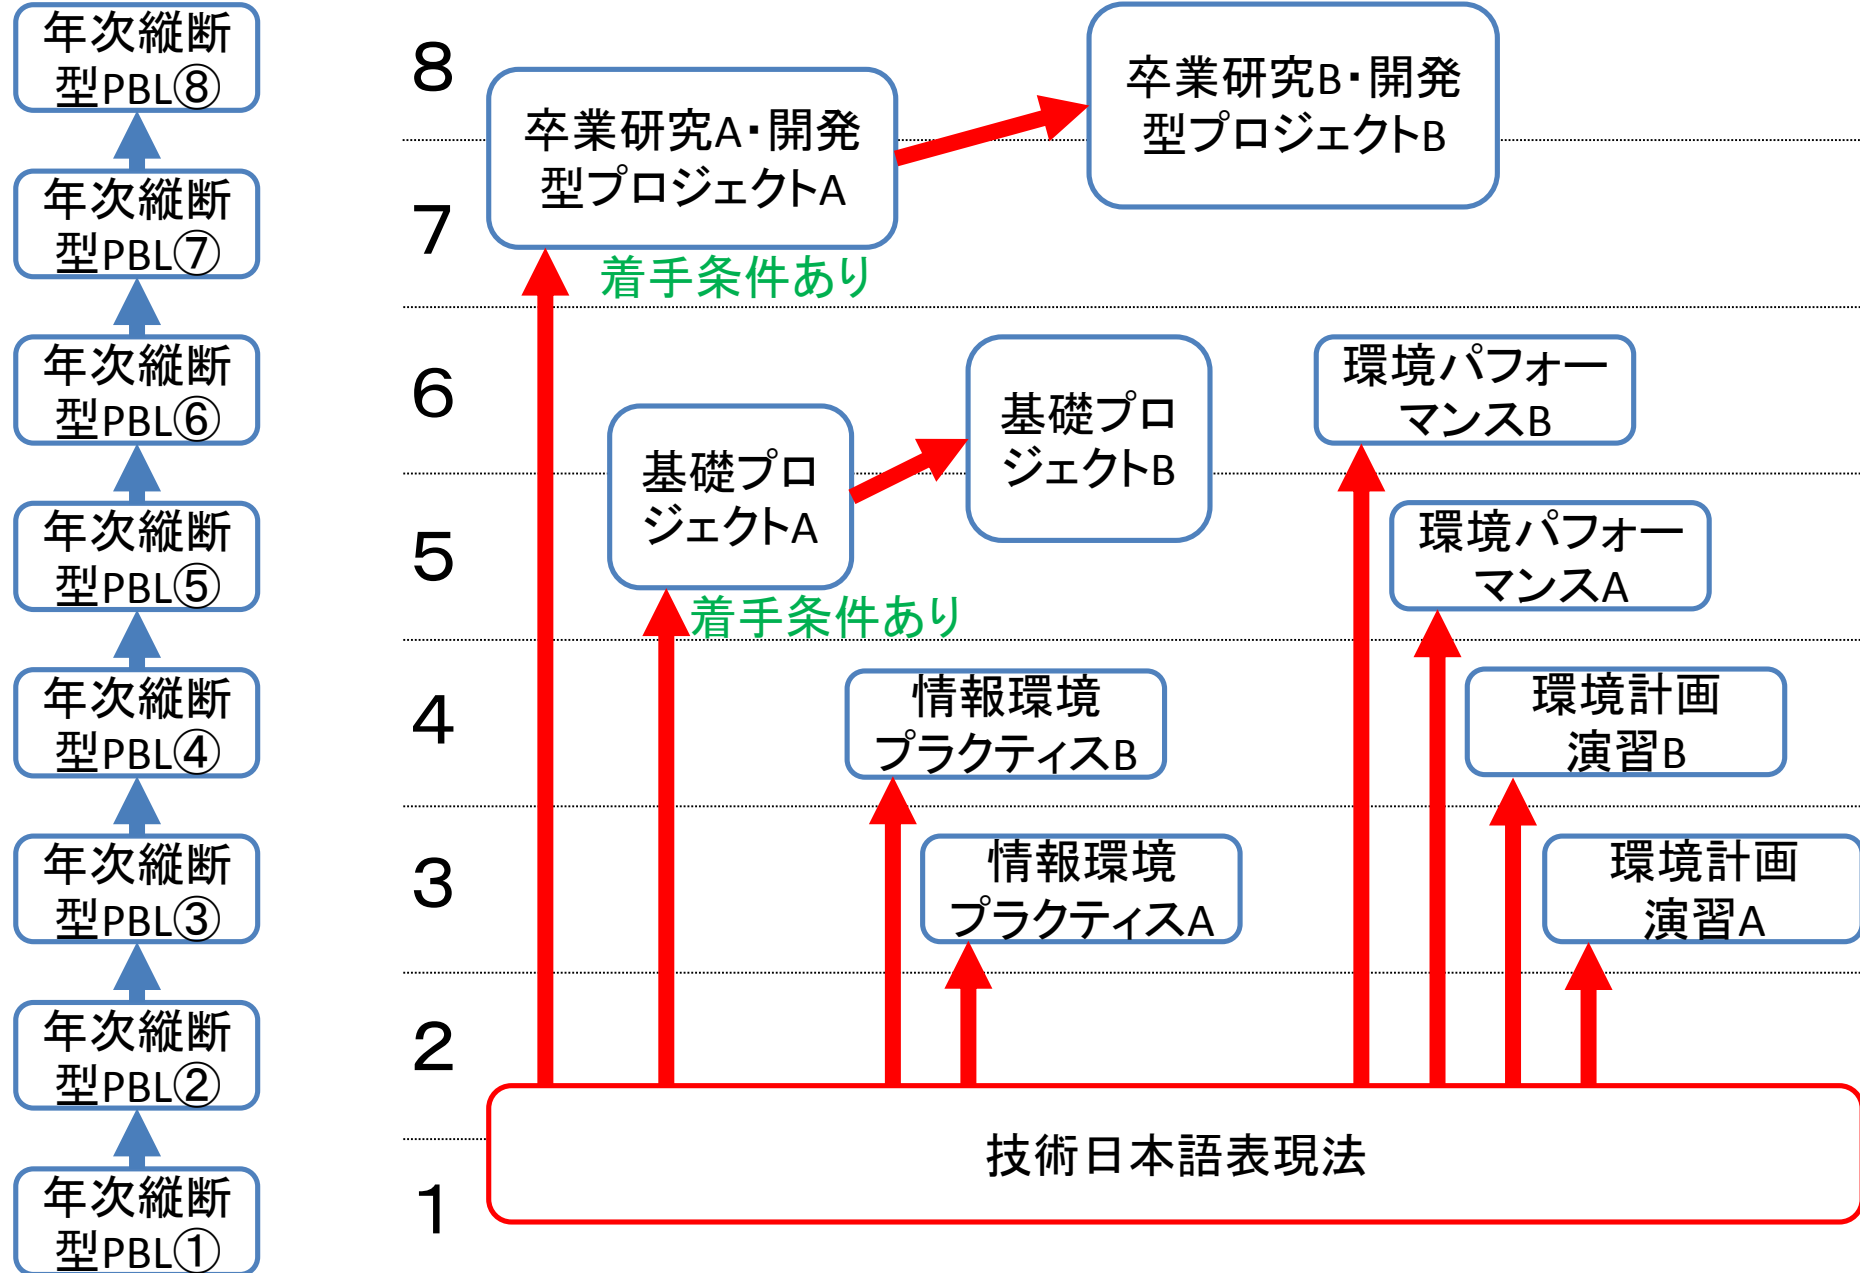 年次縦断
型PBL⑧
年次縦断
型PBL⑦
年次縦断
型PBL⑥
年次縦断
型PBL⑤
年次縦断
型PBL④
年次縦断
型PBL③
年次縦断
型PBL②
年次縦断
型PBL①
8
7
6
5
4
3
2
1
卒業研究A・開発
型プロジェクトA
着手条件あり
卒業研究B・開発
型プロジェクトB
基礎プロ
ジェクトA
着手条件あり
基礎プロ
ジェクトB
環境パフォー
マンスB
環境パフォー
マンスA
情報環境
プラクティスB
環境計画
演習B
情報環境
プラクティスA
環境計画
演習A
技術日本語表現法